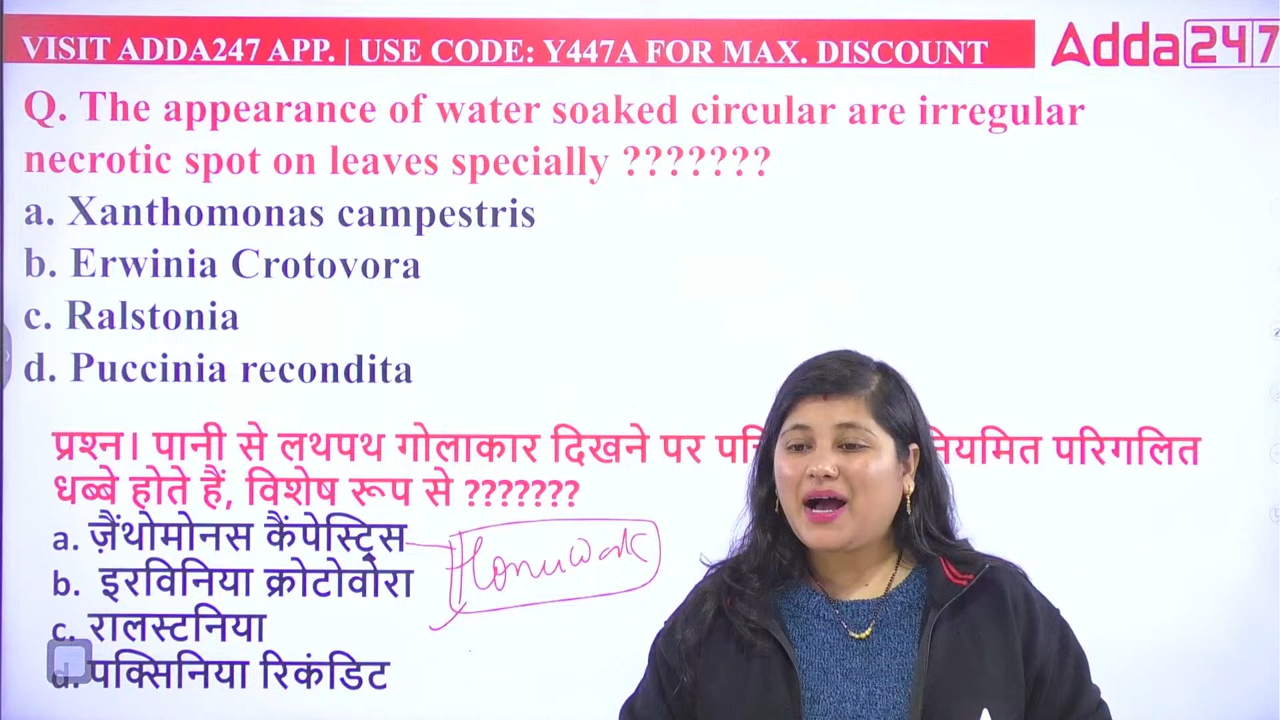 VISIT ADDA247 APP. | USE CODE: Y447A FOR MAX. DISCOUNT
Adda247
Q. The appearance of water soaked circular are irregular
necrotic spot on leaves specially ???????
a. Xanthomonas campestris
b. Erwinia Crotovora
c. Ralstonia
d. Puccinia recondita
प्रश्न। पानी से लथपथ गोलाकार दिखने पर नियमित परिगलित
धब्बे होते हैं, विशेष रूप से ???????
a. ज़ैंथोमोनस कैंपेस्ट्रिस
Homework
b. इरविनिया क्रोटोवोरा
c. रालस्टनिया
d. पक्सिनिया रिकंडिट